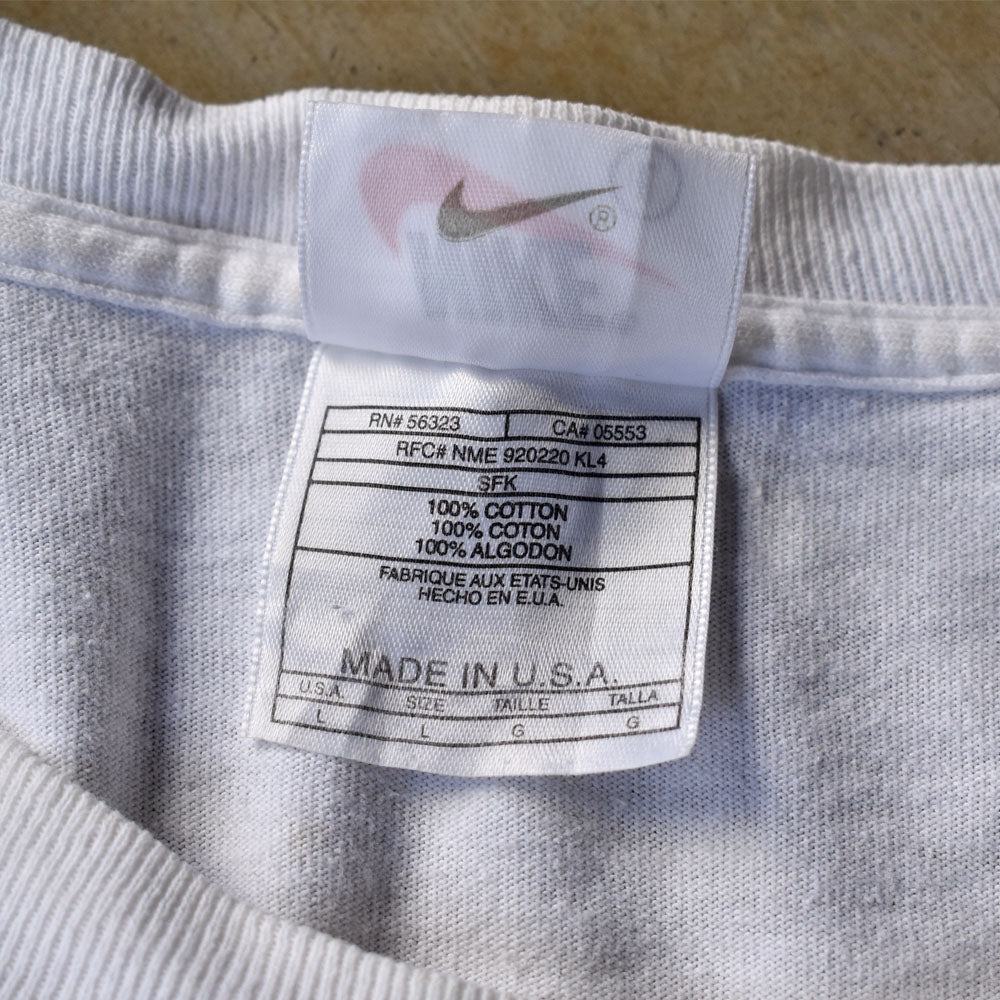 NIKE
®
RN# 56323 CA# 05553
RFC# NME 920220 KL4
SFK
100% COTTON
100% COTON
100% ALGODON
FABRIQUE AUX ETATS-UNIS
HECHO EN E.U.A.
MADE IN U.S.A.
U.S.A. SIZE TAILLE TALLA
L L G G